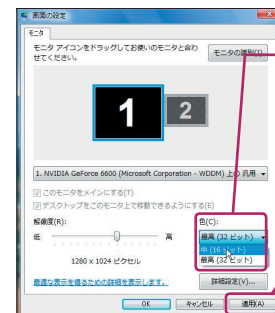 画面の設定
モニタ
モニタ アイコンをドラッグしてお使いのモニタと合わ
せてください。
モニタの識別(I)
1
2
1. NVIDIA GeForce 6600 (Microsoft Corporation - WDDM) 上の 汎用
このモニタをメインにする(T)
デスクトップをこのモニタ上で移動できるようにする(E)
解像度(R):
色(C):
低
高
最高 (32 ビット)
中 (16 ビット)
最高 (32 ビット)
1280 x 1024 ピクセル
最適な表示を得るための詳細を表示します。
詳細設定(V)...
OK
キャンセル
適用(A)